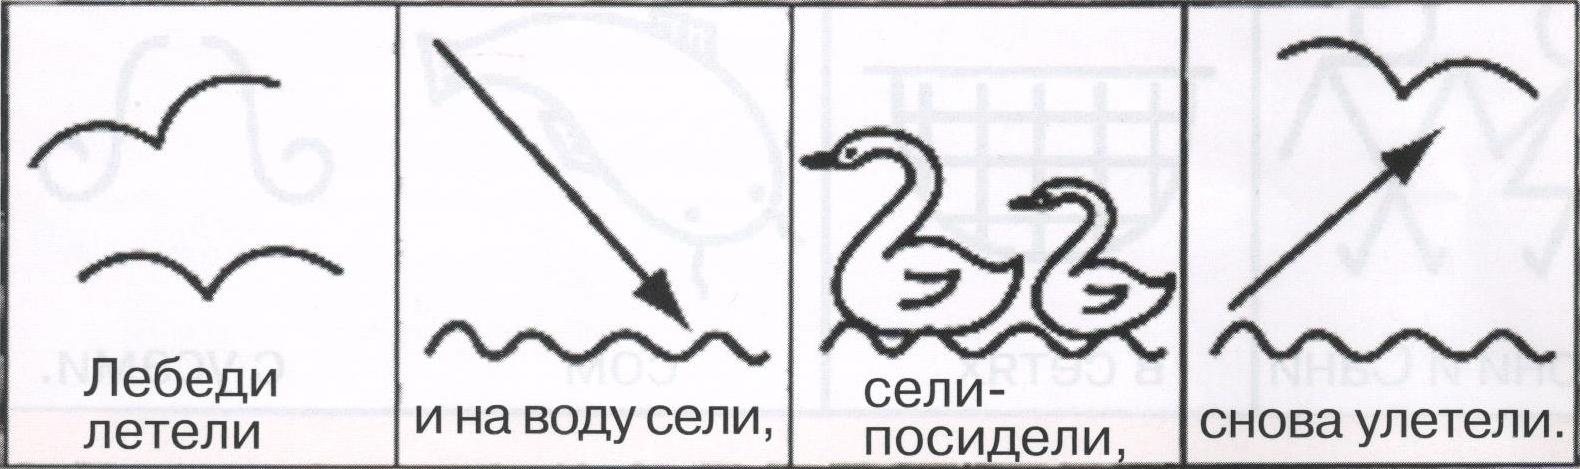 Лебеди
летели
и на воду сели,
сели-
посидели,
снова улетели.